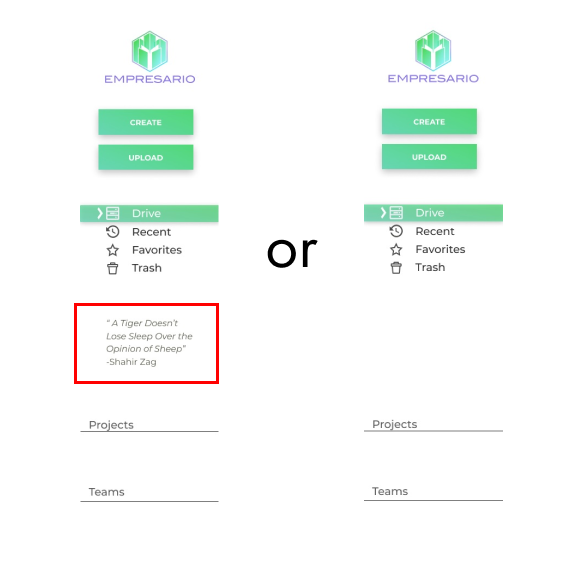 EMPRESARIO
CREATE
UPLOAD
Drive
Recent
Favorites
Trash
“ A Tiger Doesn’t
Lose Sleep Over the
Opinion of Sheep”
-Shahir Zag
Projects
Teams
or
EMPRESARIO
CREATE
UPLOAD
Drive
Recent
Favorites
Trash
Projects
Teams